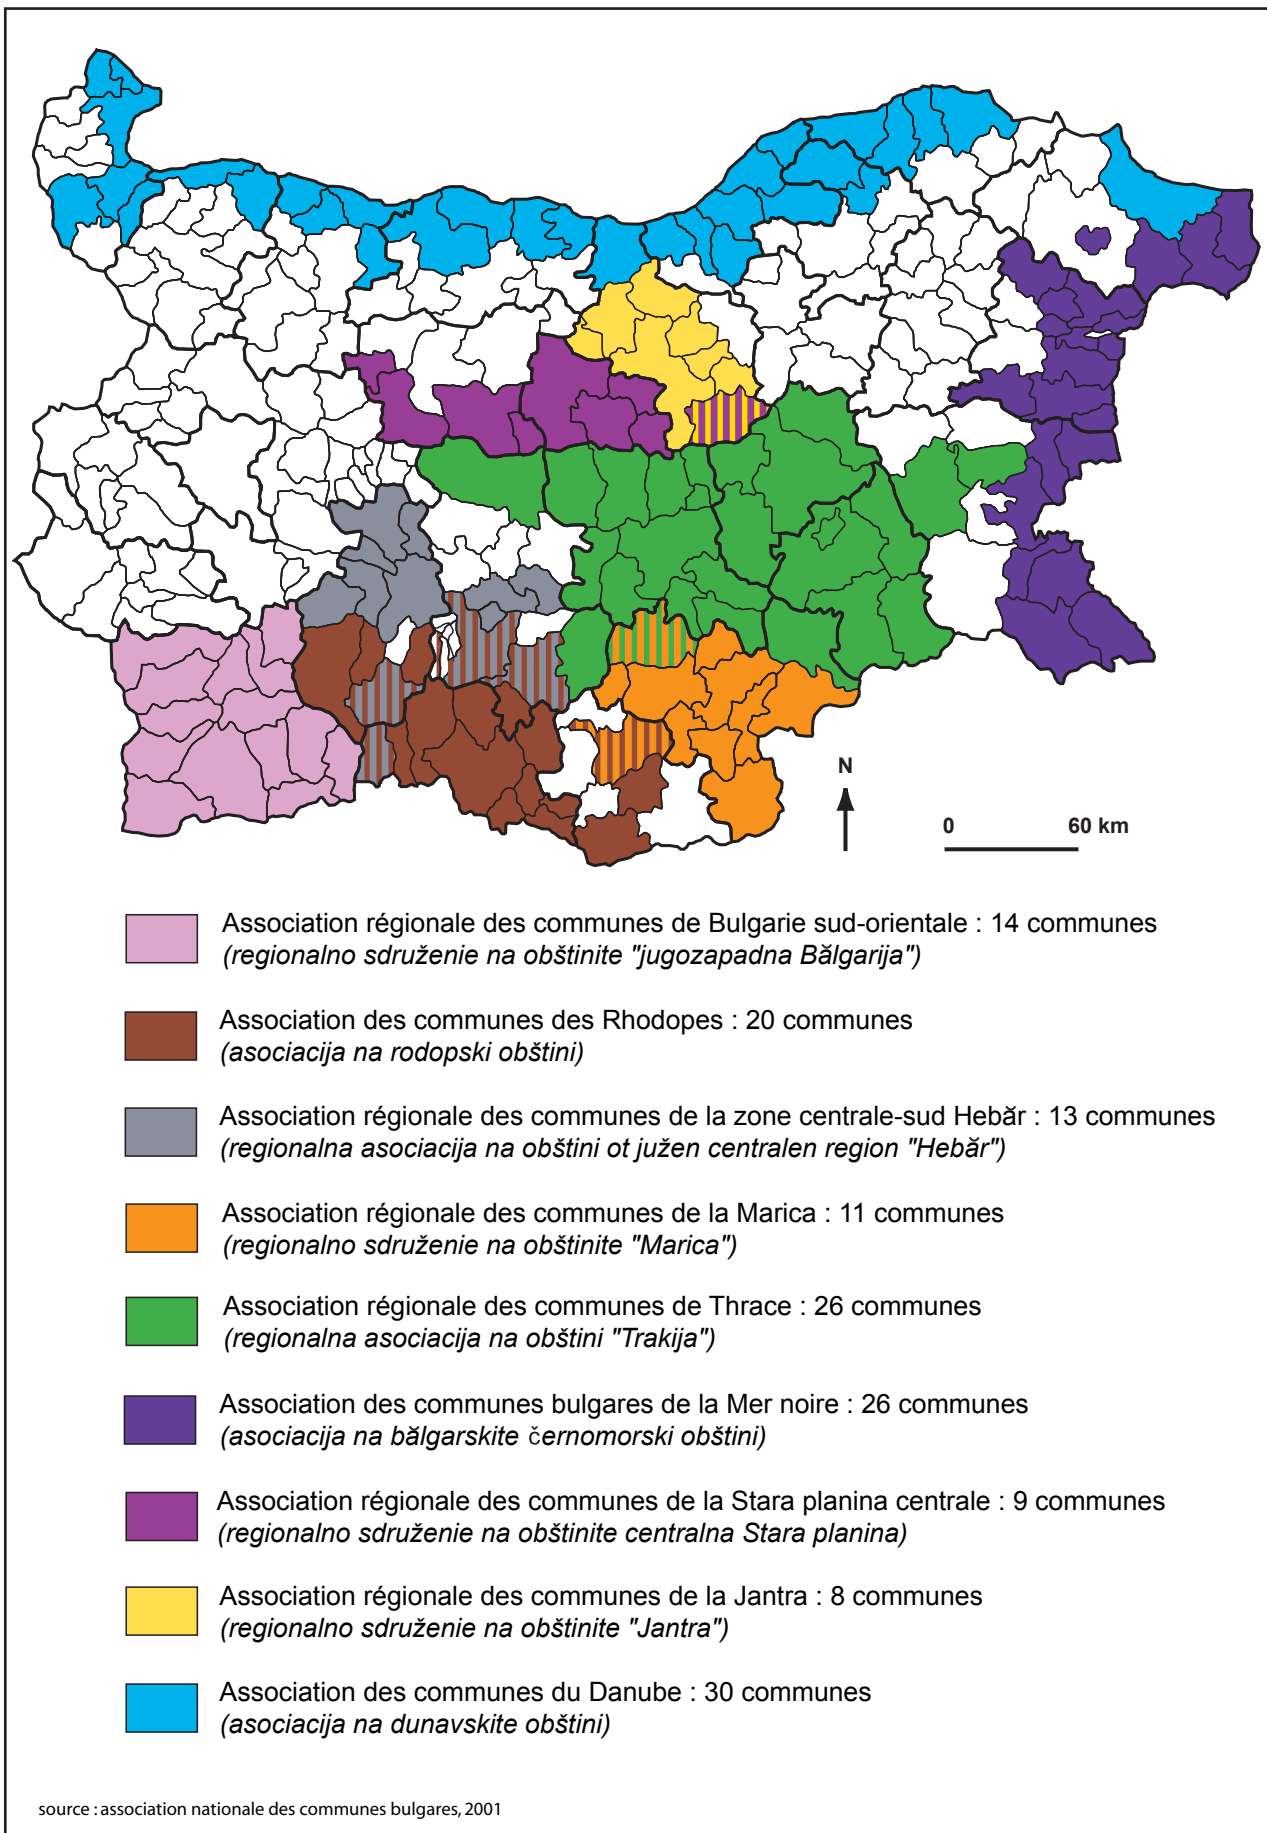 N
0 60 km
Association régionale des communes de Bulgarie sud-orientale : 14 communes
(regionalno sdruženie na obštinite "jugozapadna Bălgarija")
Association des communes des Rhodopes : 20 communes
(asociacija na rodopski obštini)
Association régionale des communes de la zone centrale-sud Hebăr : 13 communes
(regionalna asociacija na obštini ot južen centralen region "Hebăr")
Association régionale des communes de la Marica : 11 communes
(regionalno sdruženie na obštinite "Marica")
Association régionale des communes de Thrace : 26 communes
(regionalna asociacija na obštini "Trakija")
Association des communes bulgares de la Mer noire : 26 communes
(asociacija na bălgarskite černomorski obštini)
Association régionale des communes de la Stara planina centrale : 9 communes
(regionalno sdruženie na obštinite centralna Stara planina)
Association régionale des communes de la Jantra : 8 communes
(regionalno sdruženie na obštinite "Jantra")
Association des communes du Danube : 30 communes
(asociacija na dunavskite obštini)
source : association nationale des communes bulgares, 2001